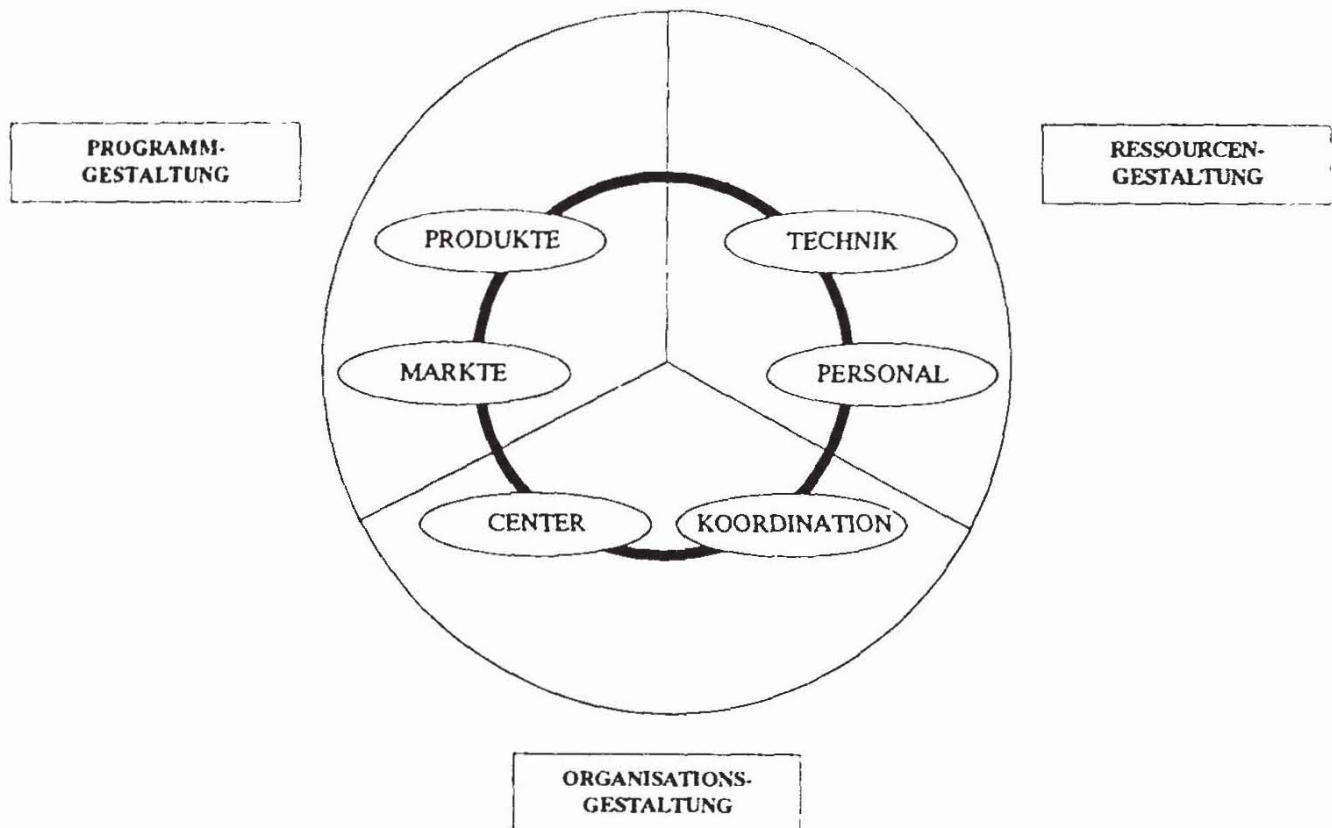 PROGRAMM-
GESTALTUNG
RESSOURCEN-
GESTALTUNG
PRODUKTE
TECHNIK
MARKTE
PERSONAL
CENTER
KOORDINATION
ORGANISATIONS-
GESTALTUNG